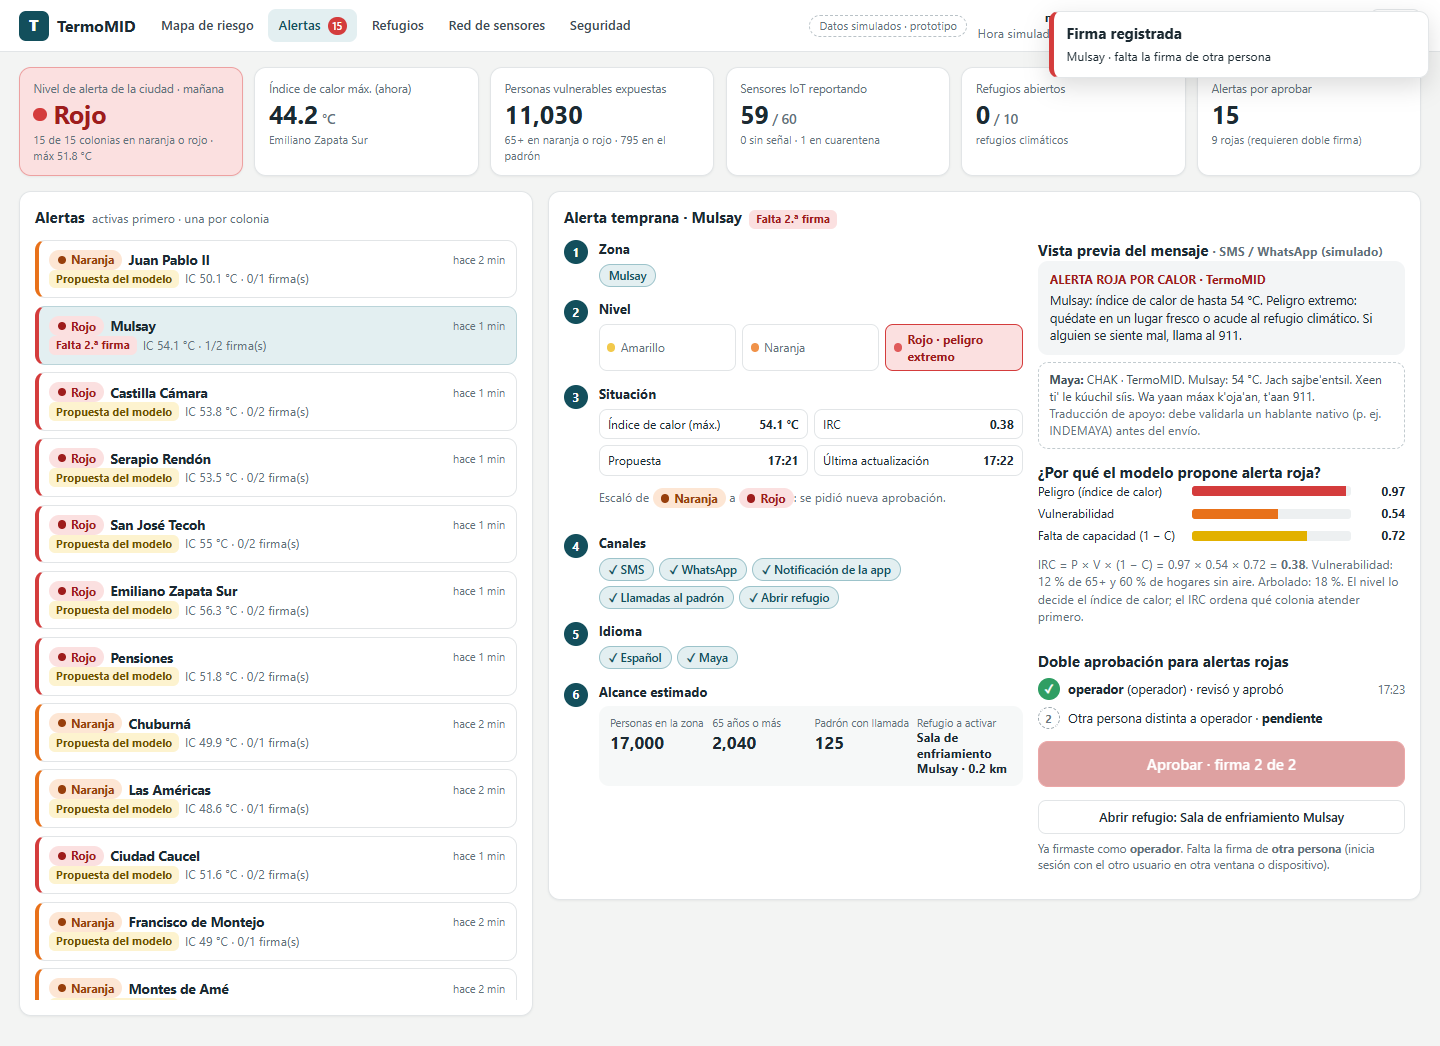 T TermoMID Mapa de riesgo Alertas 15 Refugios Red de sensores Seguridad Datos simulados · prototipo
Hora simulad
Firma registrada
Mulsay · falta la firma de otra persona
Nivel de alerta de la ciudad · mañana
Rojo
15 de 15 colonias en naranja o rojo ·
máx 51.8 °C
Índice de calor máx. (ahora)
44.2 °C
Emiliano Zapata Sur
Personas vulnerables expuestas
11,030
65+ en naranja o rojo · 795 en el
padrón
Sensores IoT reportando
59 / 60
0 sin señal · 1 en cuarentena
Refugios abiertos
0 / 10
refugios climáticos
Alertas por aprobar
15
9 rojas (requieren doble firma)
Alertas activas primero · una por colonia
Naranja Juan Pablo II hace 2 min
Propuesta del modelo IC 50.1 °C · 0/1 firma(s)
Rojo Mulsay hace 1 min
Falta 2.ª firma IC 54.1 °C · 1/2 firma(s)
Rojo Castilla Cámara hace 1 min
Propuesta del modelo IC 53.8 °C · 0/2 firma(s)
Rojo Serapio Rendón hace 1 min
Propuesta del modelo IC 53.5 °C · 0/2 firma(s)
Rojo San José Tecoh hace 1 min
Propuesta del modelo IC 55 °C · 0/2 firma(s)
Rojo Emiliano Zapata Sur hace 1 min
Propuesta del modelo IC 56.3 °C · 0/2 firma(s)
Rojo Pensiones hace 1 min
Propuesta del modelo IC 51.8 °C · 0/2 firma(s)
Naranja Chuburná hace 2 min
Propuesta del modelo IC 49.9 °C · 0/1 firma(s)
Naranja Las Américas hace 2 min
Propuesta del modelo IC 48.6 °C · 0/1 firma(s)
Rojo Ciudad Caucel hace 1 min
Propuesta del modelo IC 51.6 °C · 0/2 firma(s)
Naranja Francisco de Montejo hace 2 min
Propuesta del modelo IC 49 °C · 0/1 firma(s)
Naranja Montes de Amé hace 2 min
Alerta temprana · Mulsay Falta 2.ª firma
1 Zona
Mulsay
2 Nivel
Amarillo
Naranja
Rojo · peligro
extremo
3 Situación
Índice de calor (máx.) 54.1 °C
IRC 0.38
Propuesta 17:21
Última actualización 17:22
Escaló de Naranja a Rojo : se pidió nueva aprobación.
4 Canales
✓ SMS ✓ WhatsApp ✓ Notificación de la app
✓ Llamadas al padrón ✓ Abrir refugio
5 Idioma
✓ Español ✓ Maya
6 Alcance estimado
Personas en la zona
17,000
65 años o más
2,040
Padrón con llamada
125
Refugio a activar
Sala de
enfriamiento
Mulsay · 0.2 km
Vista previa del mensaje · SMS / WhatsApp (simulado)
ALERTA ROJA POR CALOR · TermoMID
Mulsay: índice de calor de hasta 54 °C. Peligro extremo:
quédate en un lugar fresco o acude al refugio climático. Si
alguien se siente mal, llama al 911.
Maya: CHAK · TermoMID. Mulsay: 54 °C. Jach sajbe'entsil. Xeen
ti' le kúuchil síis. Wa yaan máax k'oja'an, t'aan 911.
Traducción de apoyo: debe validarla un hablante nativo (p. ej.
INDEMAYA) antes del envío.
¿Por qué el modelo propone alerta roja?
Peligro (índice de calor) 0.97
Vulnerabilidad 0.54
Falta de capacidad (1 − C) 0.72
IRC = P × V × (1 − C) = 0.97 × 0.54 × 0.72 = 0.38. Vulnerabilidad:
12 % de 65+ y 60 % de hogares sin aire. Arbolado: 18 %. El nivel lo
decide el índice de calor; el IRC ordena qué colonia atender
primero.
Doble aprobación para alertas rojas
✓ operador (operador) · revisó y aprobó 17:23
2 Otra persona distinta a operador · pendiente
Aprobar · firma 2 de 2
Abrir refugio: Sala de enfriamiento Mulsay
Ya firmaste como operador. Falta la firma de otra persona (inicia
sesión con el otro usuario en otra ventana o dispositivo).